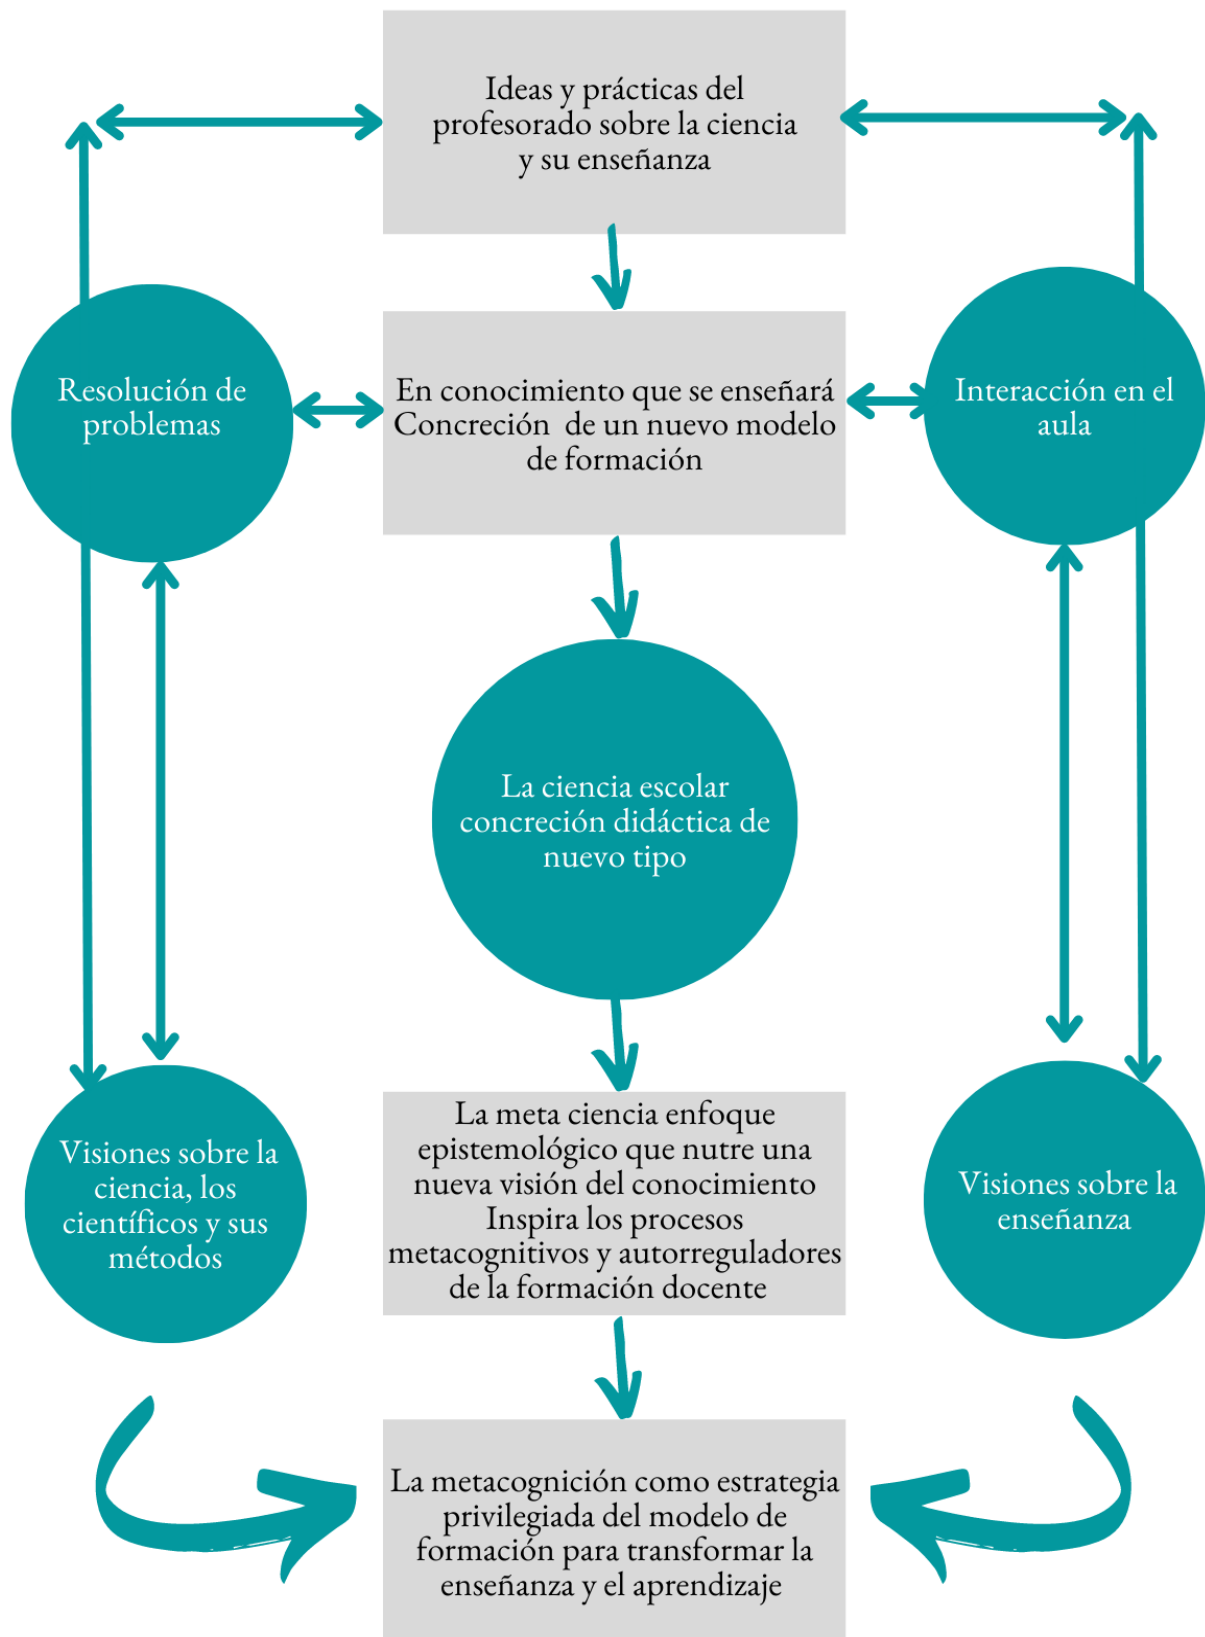 Ideas y prácticas del
profesorado sobre la ciencia
y su enseñanza
Resolución de
problemas
En conocimiento que se enseñará
Concreción de un nuevo modelo
de formación
Interacción en el
aula
La ciencia escolar
concreción didáctica de
nuevo tipo
Visiones sobre la
ciencia, los
científicos y sus
métodos
La meta ciencia enfoque
epistemológico que nutre una
nueva visión del conocimiento
Inspira los procesos
metacognitivos y autorreguladores
de la formación docente
Visiones sobre la
enseñanza
La metacognición como estrategia
privilegiada del modelo de
formación para transformar la
enseñanza y el aprendizaje